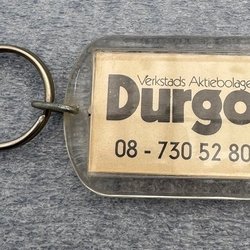 Verkstads Aktiebolage
Durgo
08 - 730 52 80